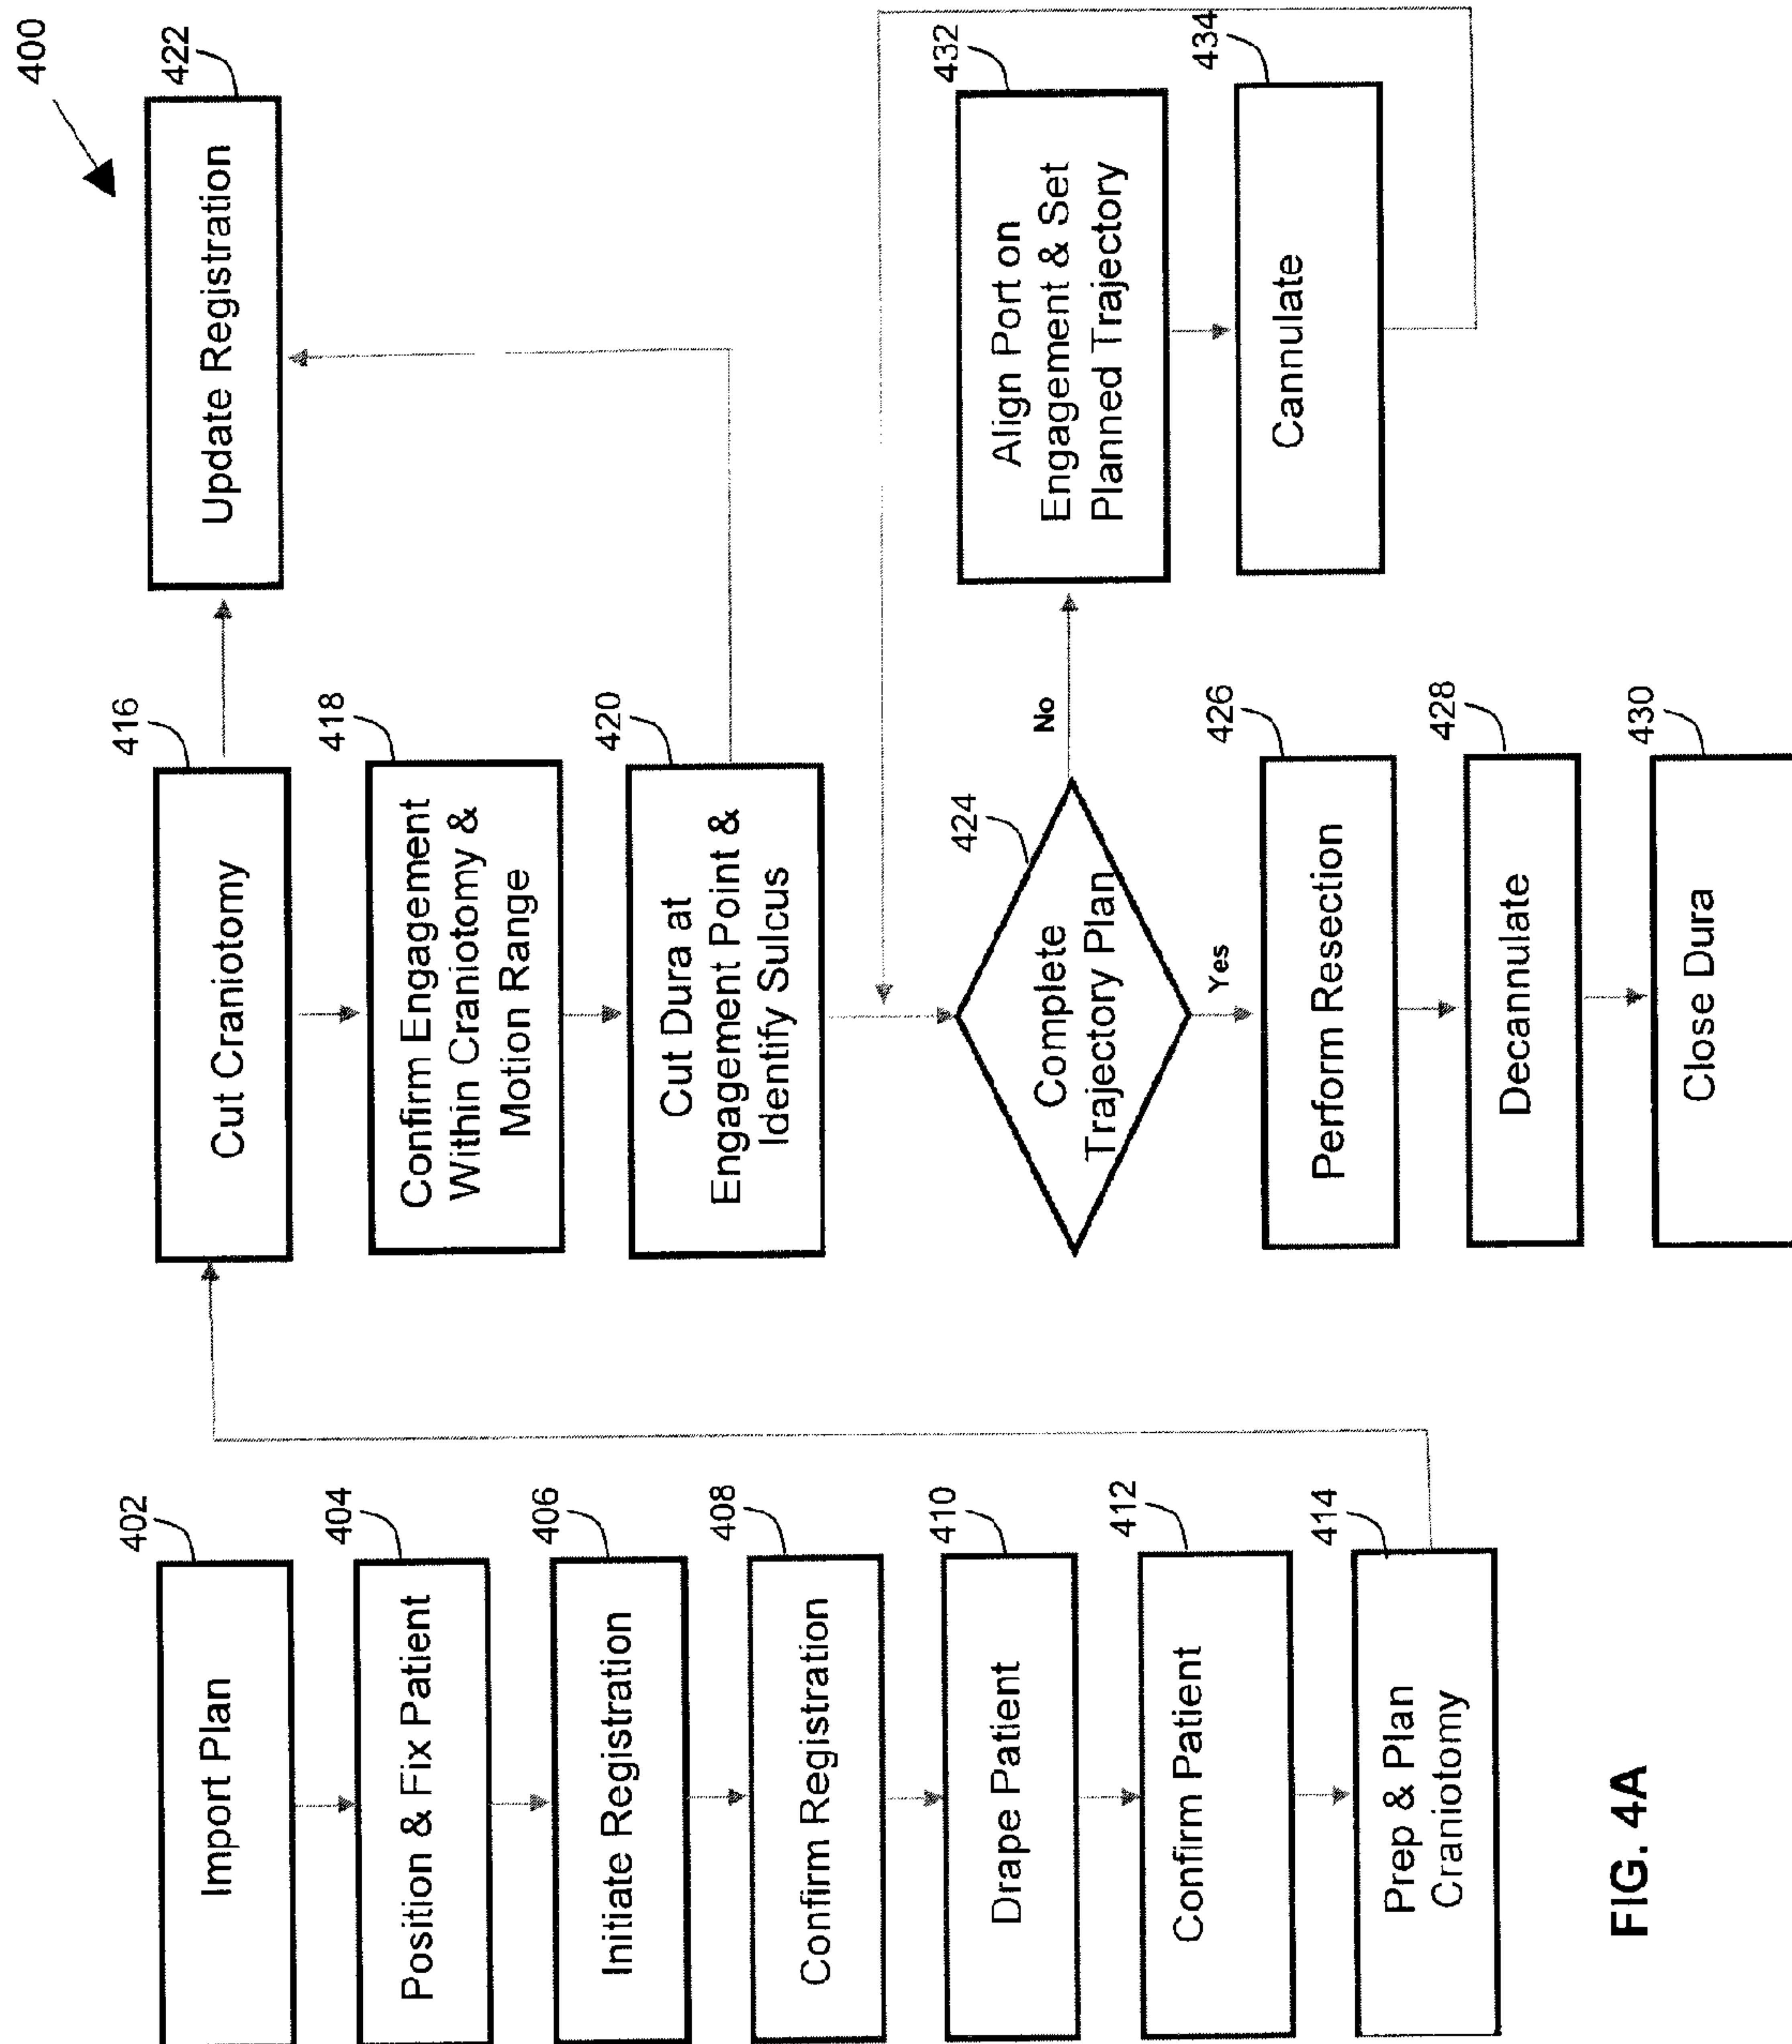 400
402
Import Plan
404
Position & Fix Patient
406
Initiate Registration
408
Confirm Registration
410
Drape Patient
412
Confirm Patient
414
Prep & Plan
Craniotomy
416
Cut Craniotomy
418
Confirm Engagement
Within Craniotomy &
Motion Range
420
Cut Dura at
Engagement Point &
Identify Sulcus
422
Update Registration
424
Complete
Trajectory Plan
No
Yes
426
Perform Resection
428
Decannulate
430
Close Dura
432
Align Port on
Engagement & Set
Planned Trajectory
434
Cannulate
FIG. 4A